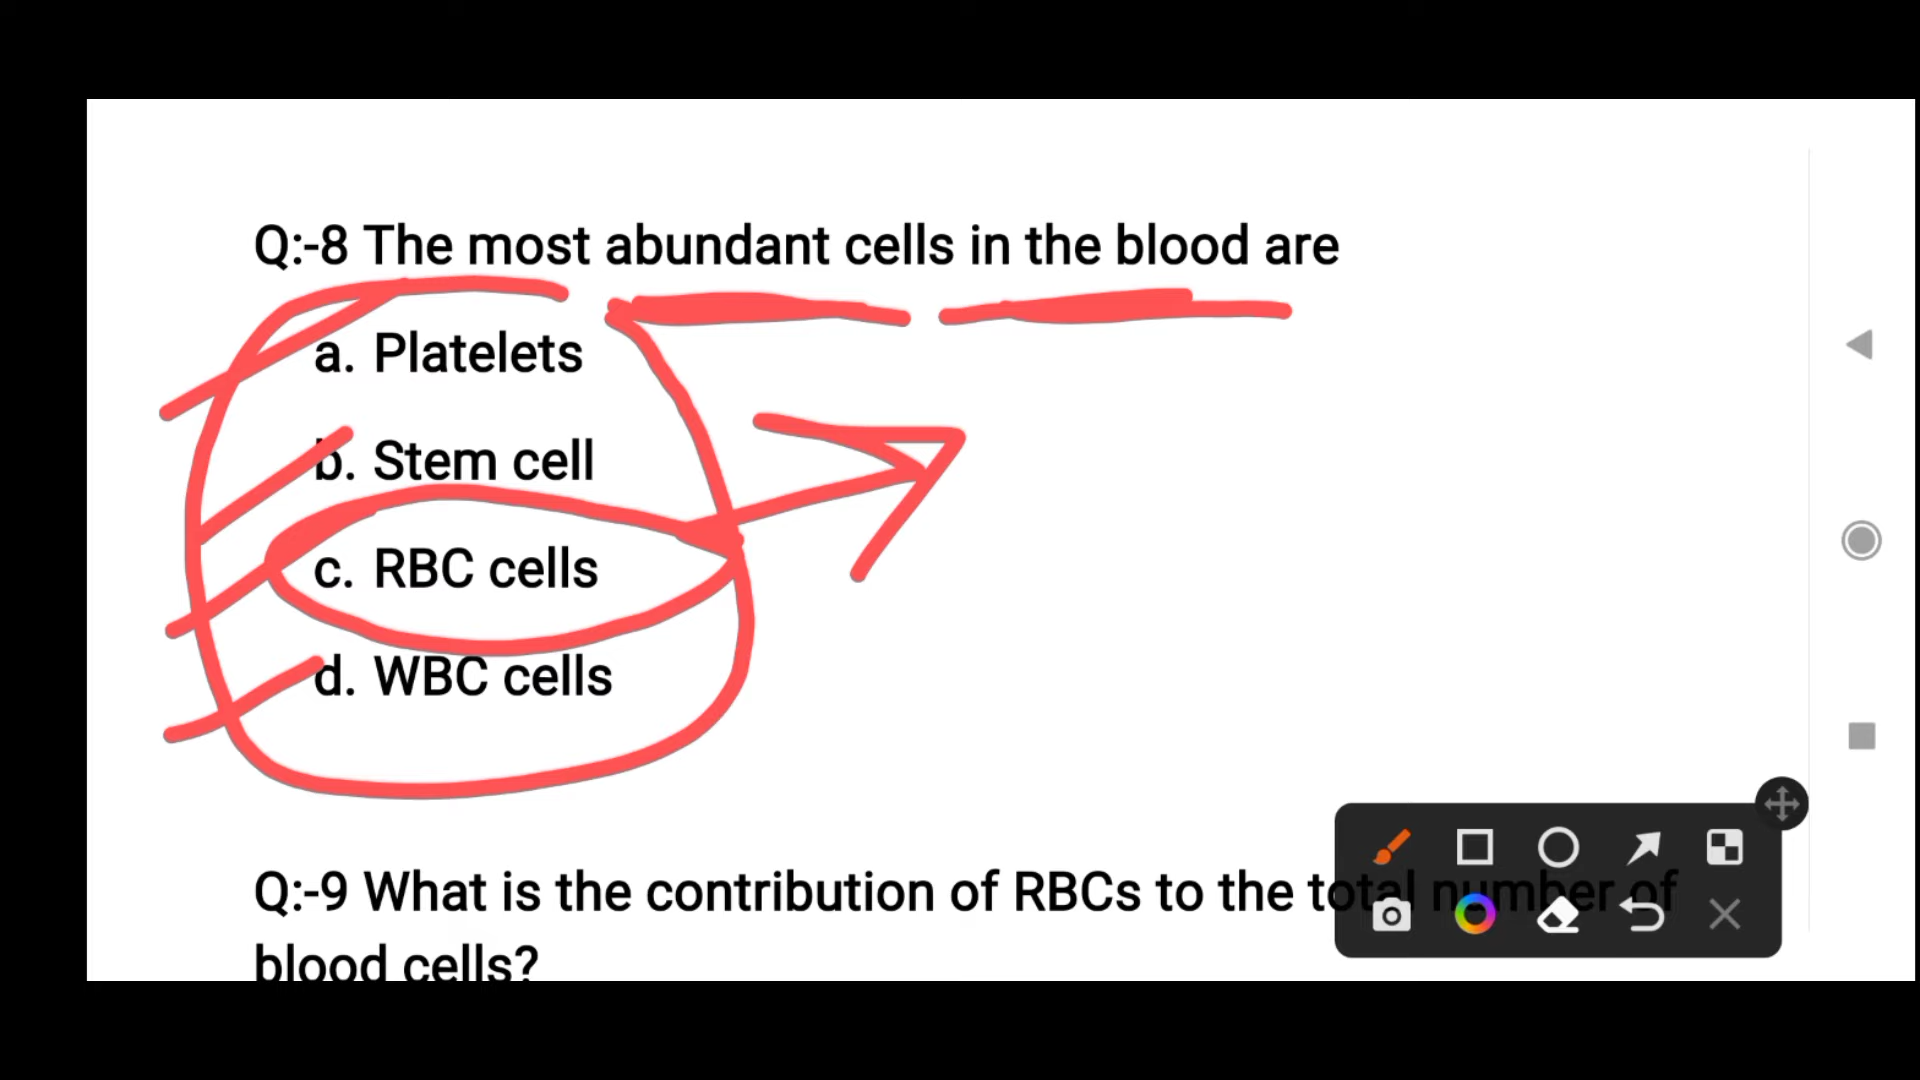 Q:-8 The most abundant cells in the blood are
a. Platelets
b. Stem cell
c. RBC cells
d. WBC cells
Q:-9 What is the contribution of RBCs to the total number of
blood cells?